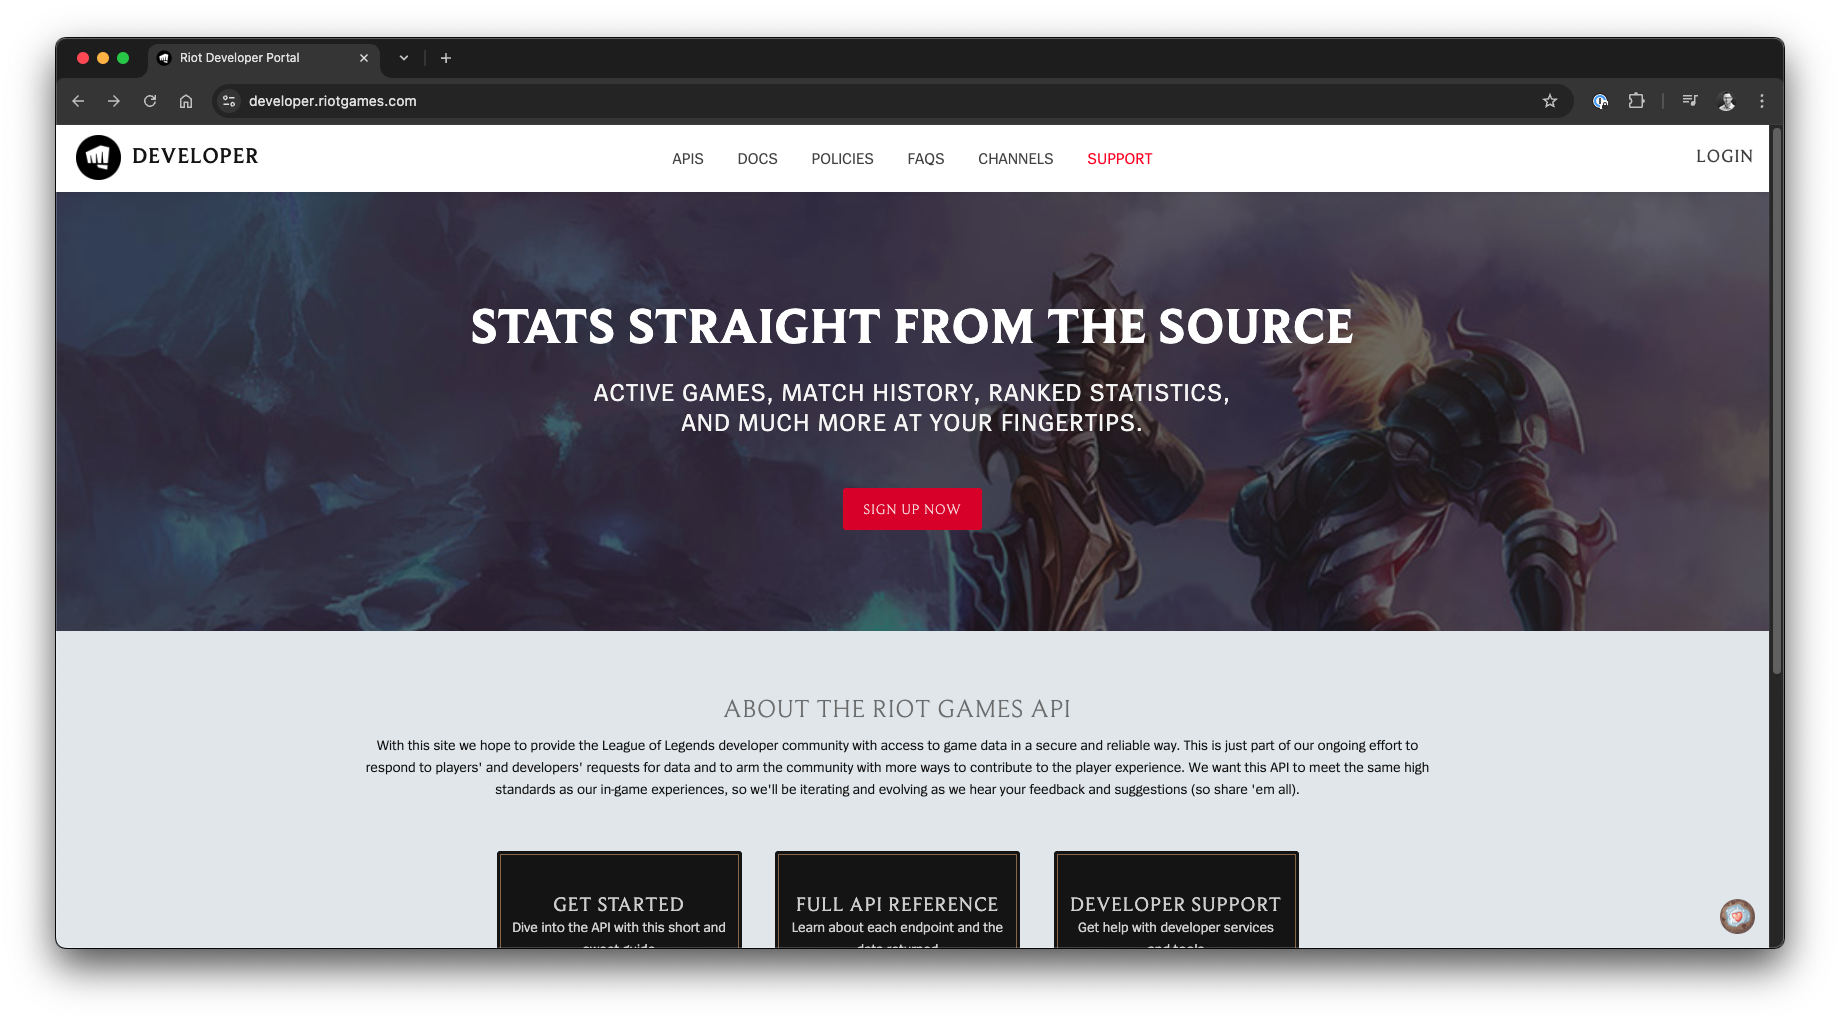 Riot Developer Portal
developer.riotgames.com
DEVELOPER
APIS DOCS POLICIES FAQS CHANNELS SUPPORT
LOGIN
STATS STRAIGHT FROM THE SOURCE
ACTIVE GAMES, MATCH HISTORY, RANKED STATISTICS,
AND MUCH MORE AT YOUR FINGERTIPS.
SIGN UP NOW
ABOUT THE RIOT GAMES API
With this site we hope to provide the League of Legends developer community with access to game data in a secure and reliable way. This is just part of our ongoing effort to
respond to players' and developers' requests for data and to arm the community with more ways to contribute to the player experience. We want this API to meet the same high
standards as our in-game experiences, so we'll be iterating and evolving as we hear your feedback and suggestions (so share 'em all).
GET STARTED
Dive into the API with this short and
sweet guide
FULL API REFERENCE
Learn about each endpoint and the
data returned
DEVELOPER SUPPORT
Get help with developer services
and tools